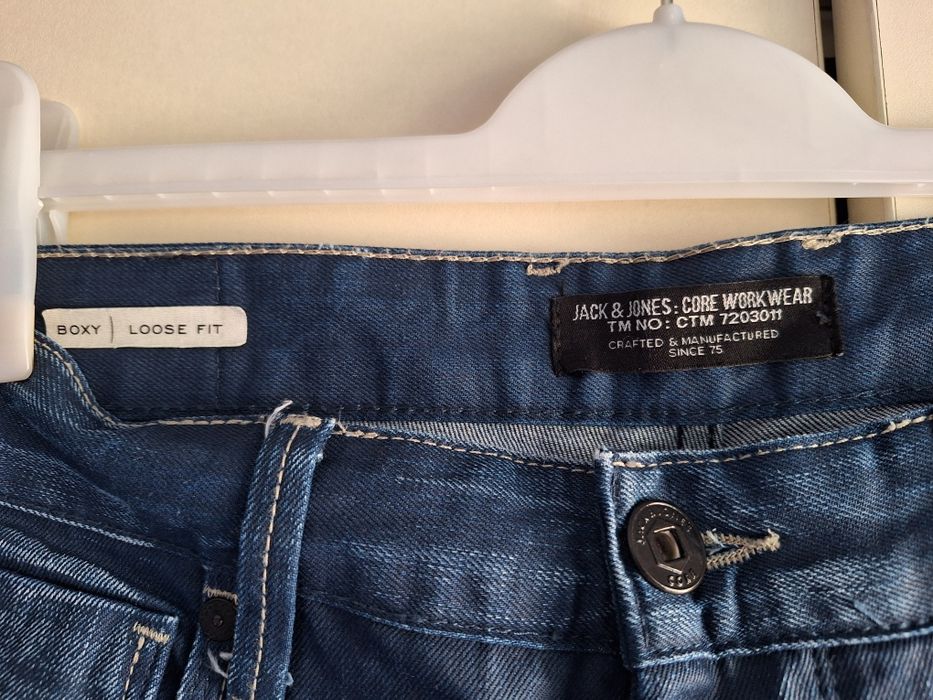 BOXY | LOOSE FIT
JACK & JONES: CORE WORKWEAR
TM NO: CTM 7203011
CRAFTED & MANUFACTURED
SINCE 75